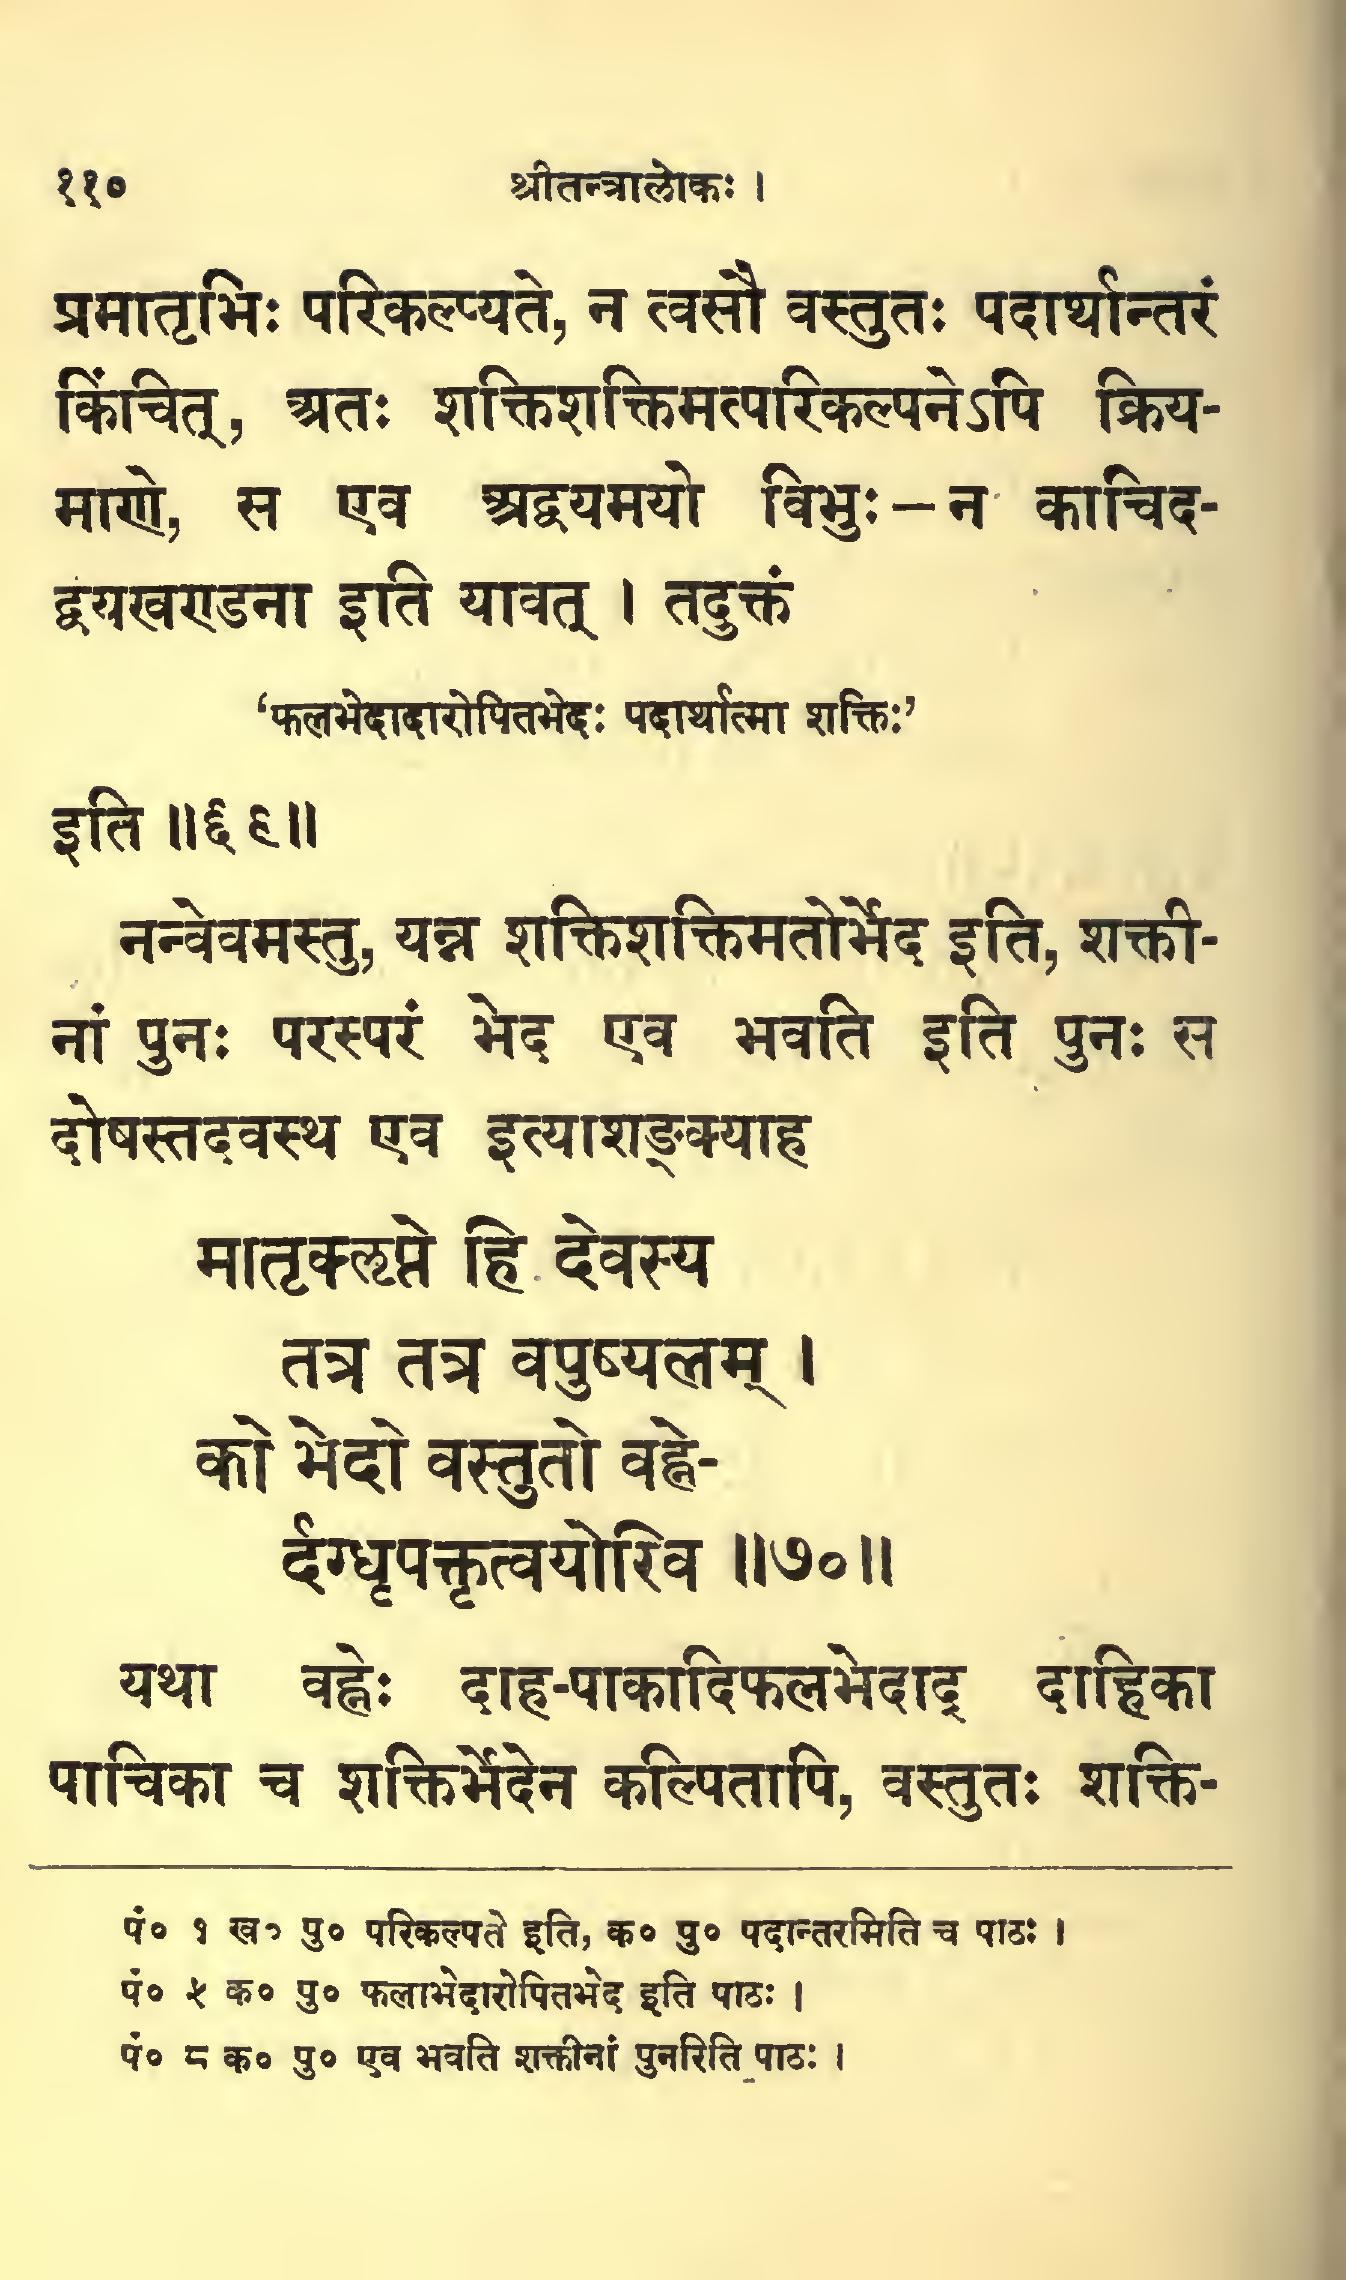 ११० श्रीतन्त्रालोकः ।
प्रमातृभिः परिकल्प्यते, न त्वसौ वस्तुतः पदार्थान्तरं
किंचित्, अतः शक्तिशक्तिमत्परिकल्पनेऽपि क्रिय-
माणे, स एव अद्वयमयो विभुः – न काचिद-
द्वयखण्डना इति यावत् । तदुक्तं
‘फलभेदादारोपितभेदः पदार्थात्मा शक्तिः’
इति ॥६९॥
नन्वेवमस्तु, यन्न शक्तिशक्तिमतोर्भेद इति, शक्ती-
नां पुनः परस्परं भेद एव भवति इति पुनः स
दोषस्तदवस्थ एव इत्याशङ्क्याह
मातृक्लृप्ते हि देवस्य
तत्र तत्र वपुष्यलम् ।
को भेदो वस्तुतो वह्ने-
र्दग्धृपक्तृत्वयोरिव ॥७०॥
यथा वह्नेः दाह-पाकादिफलभेदाद् दाहिका
पाचिका च शक्तिर्भेदेन कल्पितापि, वस्तुतः शक्ति-
पं० १ ख० पु० परिकल्पते इति, क० पु० पदान्तरमिति च पाठः ।
पं० ५ क० पु० फलाभेदारोपितभेद इति पाठः ।
पं० ८ क० पु० एव भवति शक्तीनां पुनरिति पाठः ।